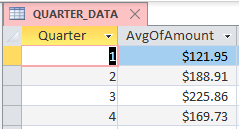 QUARTER_DATA
Quarter AvgOfAmount
1 $121.95
2 $188.91
3 $225.86
4 $169.73